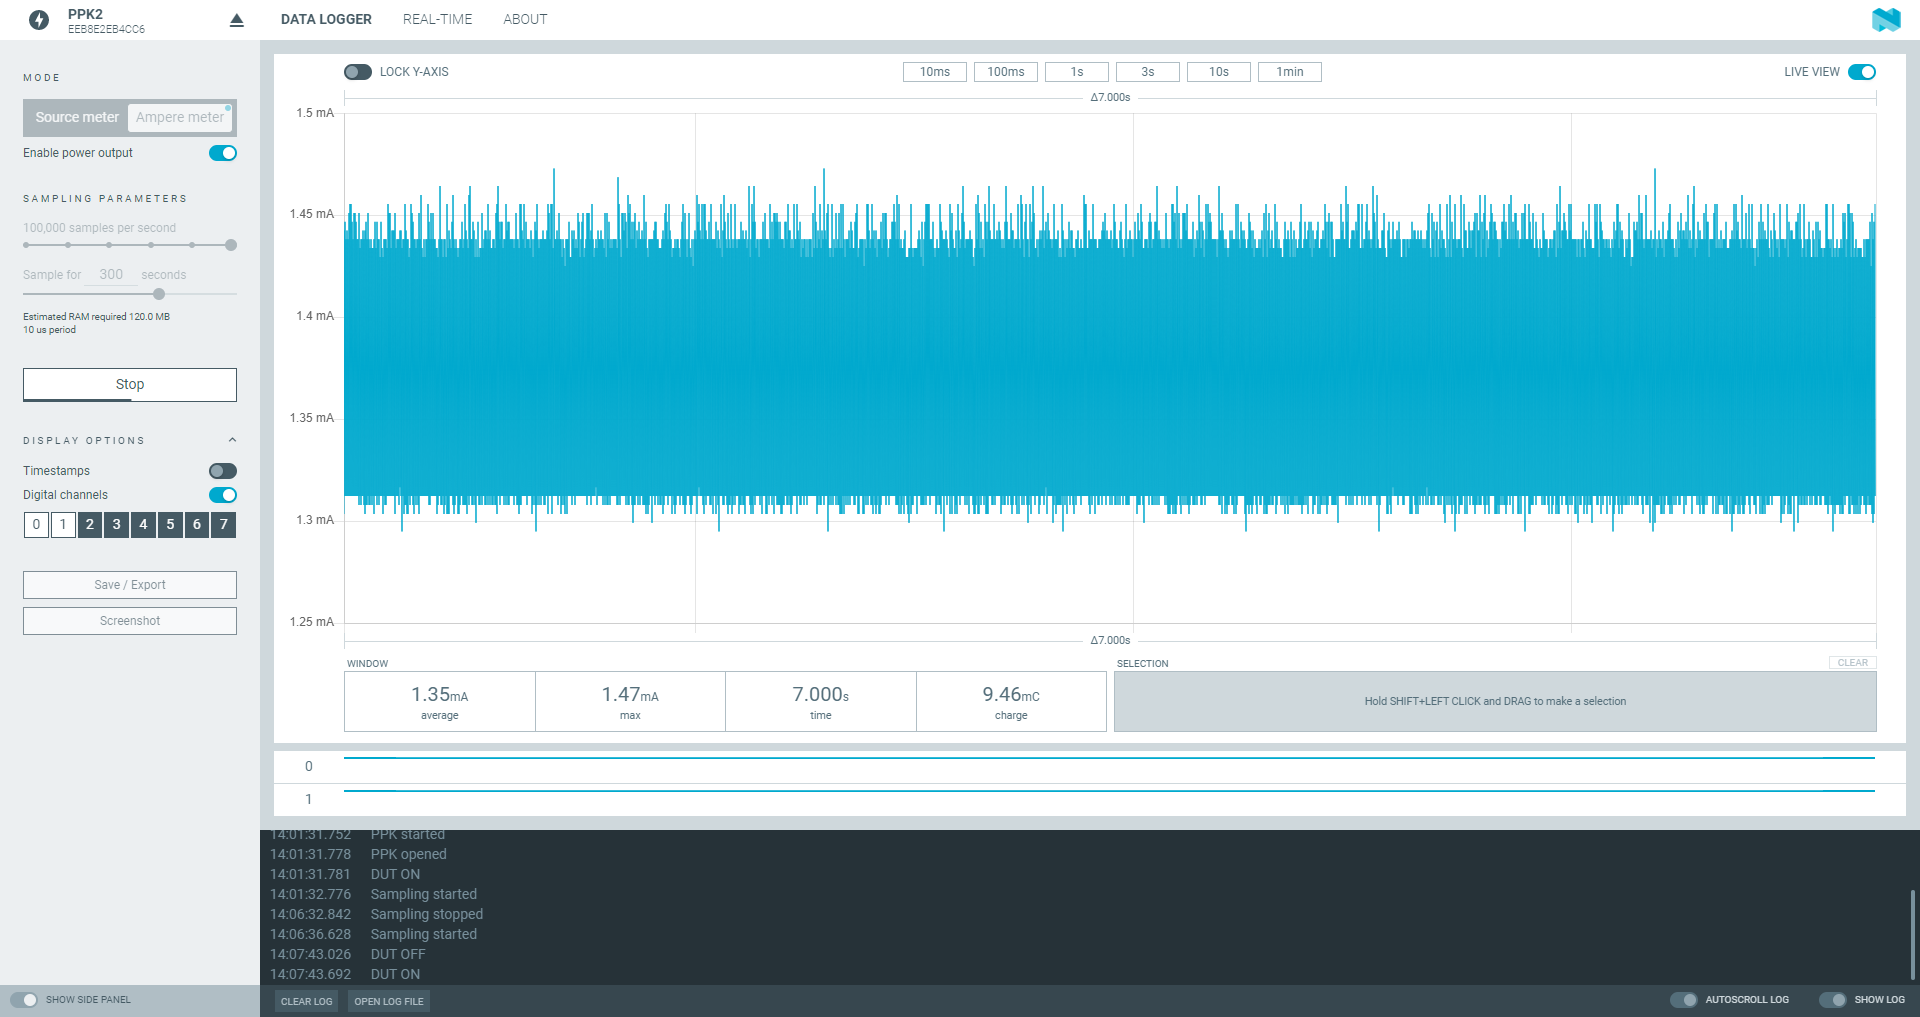 PPK2
EEB8E2EB4CC6
DATA LOGGER REAL-TIME ABOUT
MODE
Source meter Ampere meter
Enable power output
SAMPLING PARAMETERS
100,000 samples per second
Sample for 300 seconds
Estimated RAM required 120.0 MB
10 us period
Stop
DISPLAY OPTIONS
Timestamps
Digital channels
0 1 2 3 4 5 6 7
Save / Export
Screenshot
SHOW SIDE PANEL
LOCK Y-AXIS 10ms 100ms 1s 3s 10s 1min LIVE VIEW
Δ7.000s
1.5 mA
1.45 mA
1.4 mA
1.35 mA
1.3 mA
1.25 mA
Δ7.000s
WINDOW
1.35mA 1.47mA 7.000s 9.46mC
average max time charge
SELECTION CLEAR
Hold SHIFT+LEFT CLICK and DRAG to make a selection
0
1
14:01:31.752 PPK started
14:01:31.778 PPK opened
14:01:31.781 DUT ON
14:01:32.776 Sampling started
14:06:32.842 Sampling stopped
14:06:36.628 Sampling started
14:07:43.026 DUT OFF
14:07:43.692 DUT ON
CLEAR LOG OPEN LOG FILE AUTOSCROLL LOG SHOW LOG